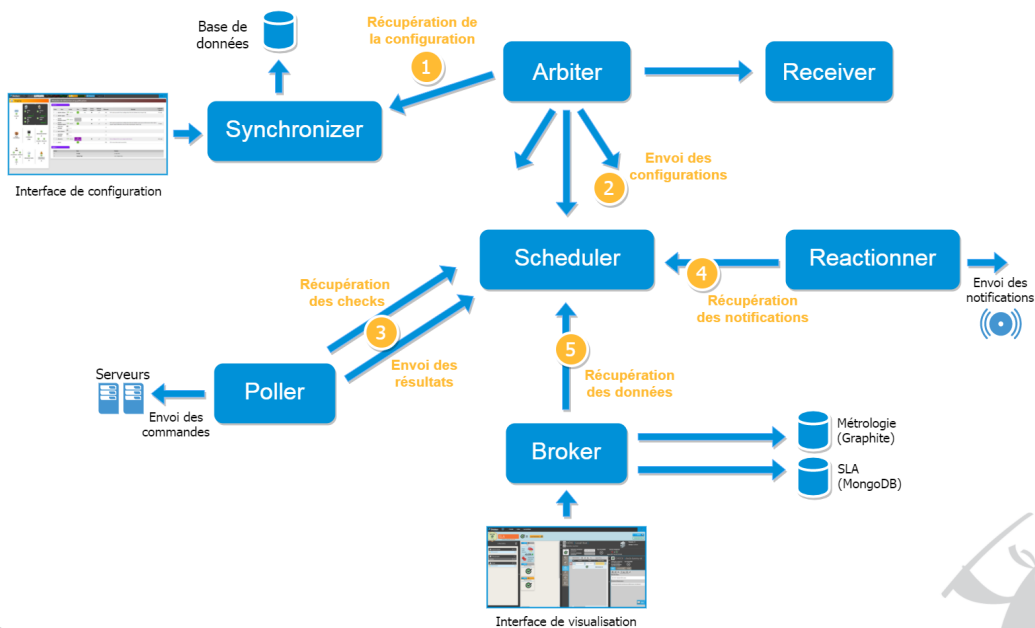 Base de
données
Récupération de
la configuration
1
Arbiter
Receiver
Synchronizer
Interface de configuration
Envoi des
configurations
2
Scheduler
Reactionner
4
Récupération
des notifications
Envoi des
notifications
Récupération
des checks
3
Envoi des
résultats
5
Récupération
des données
Serveurs
Envoi des
commandes
Poller
Broker
Métrologie
(Graphite)
SLA
(MongoDB)
Interface de visualisation